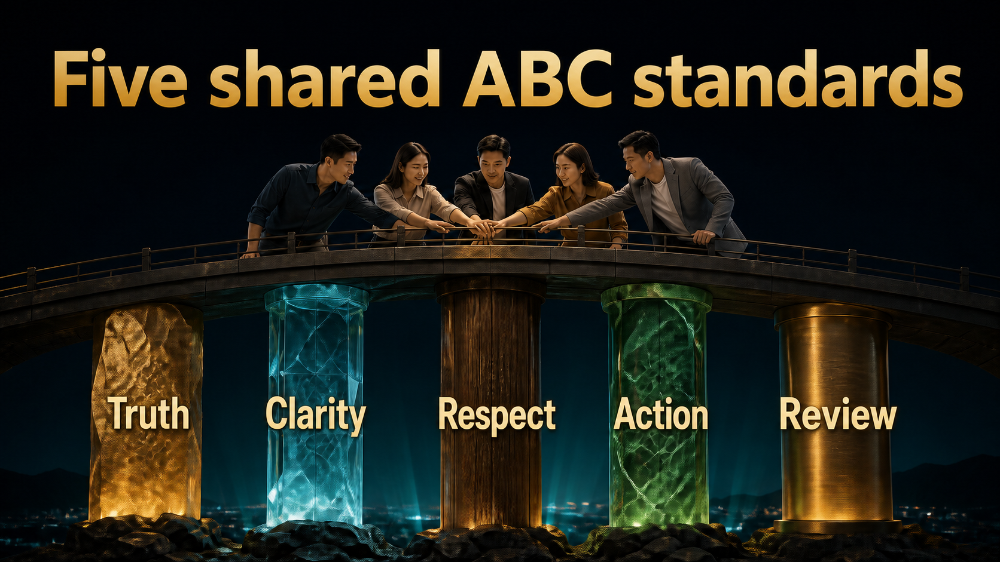 Five shared ABC standards
Truth
Clarity
Respect
Action
Review